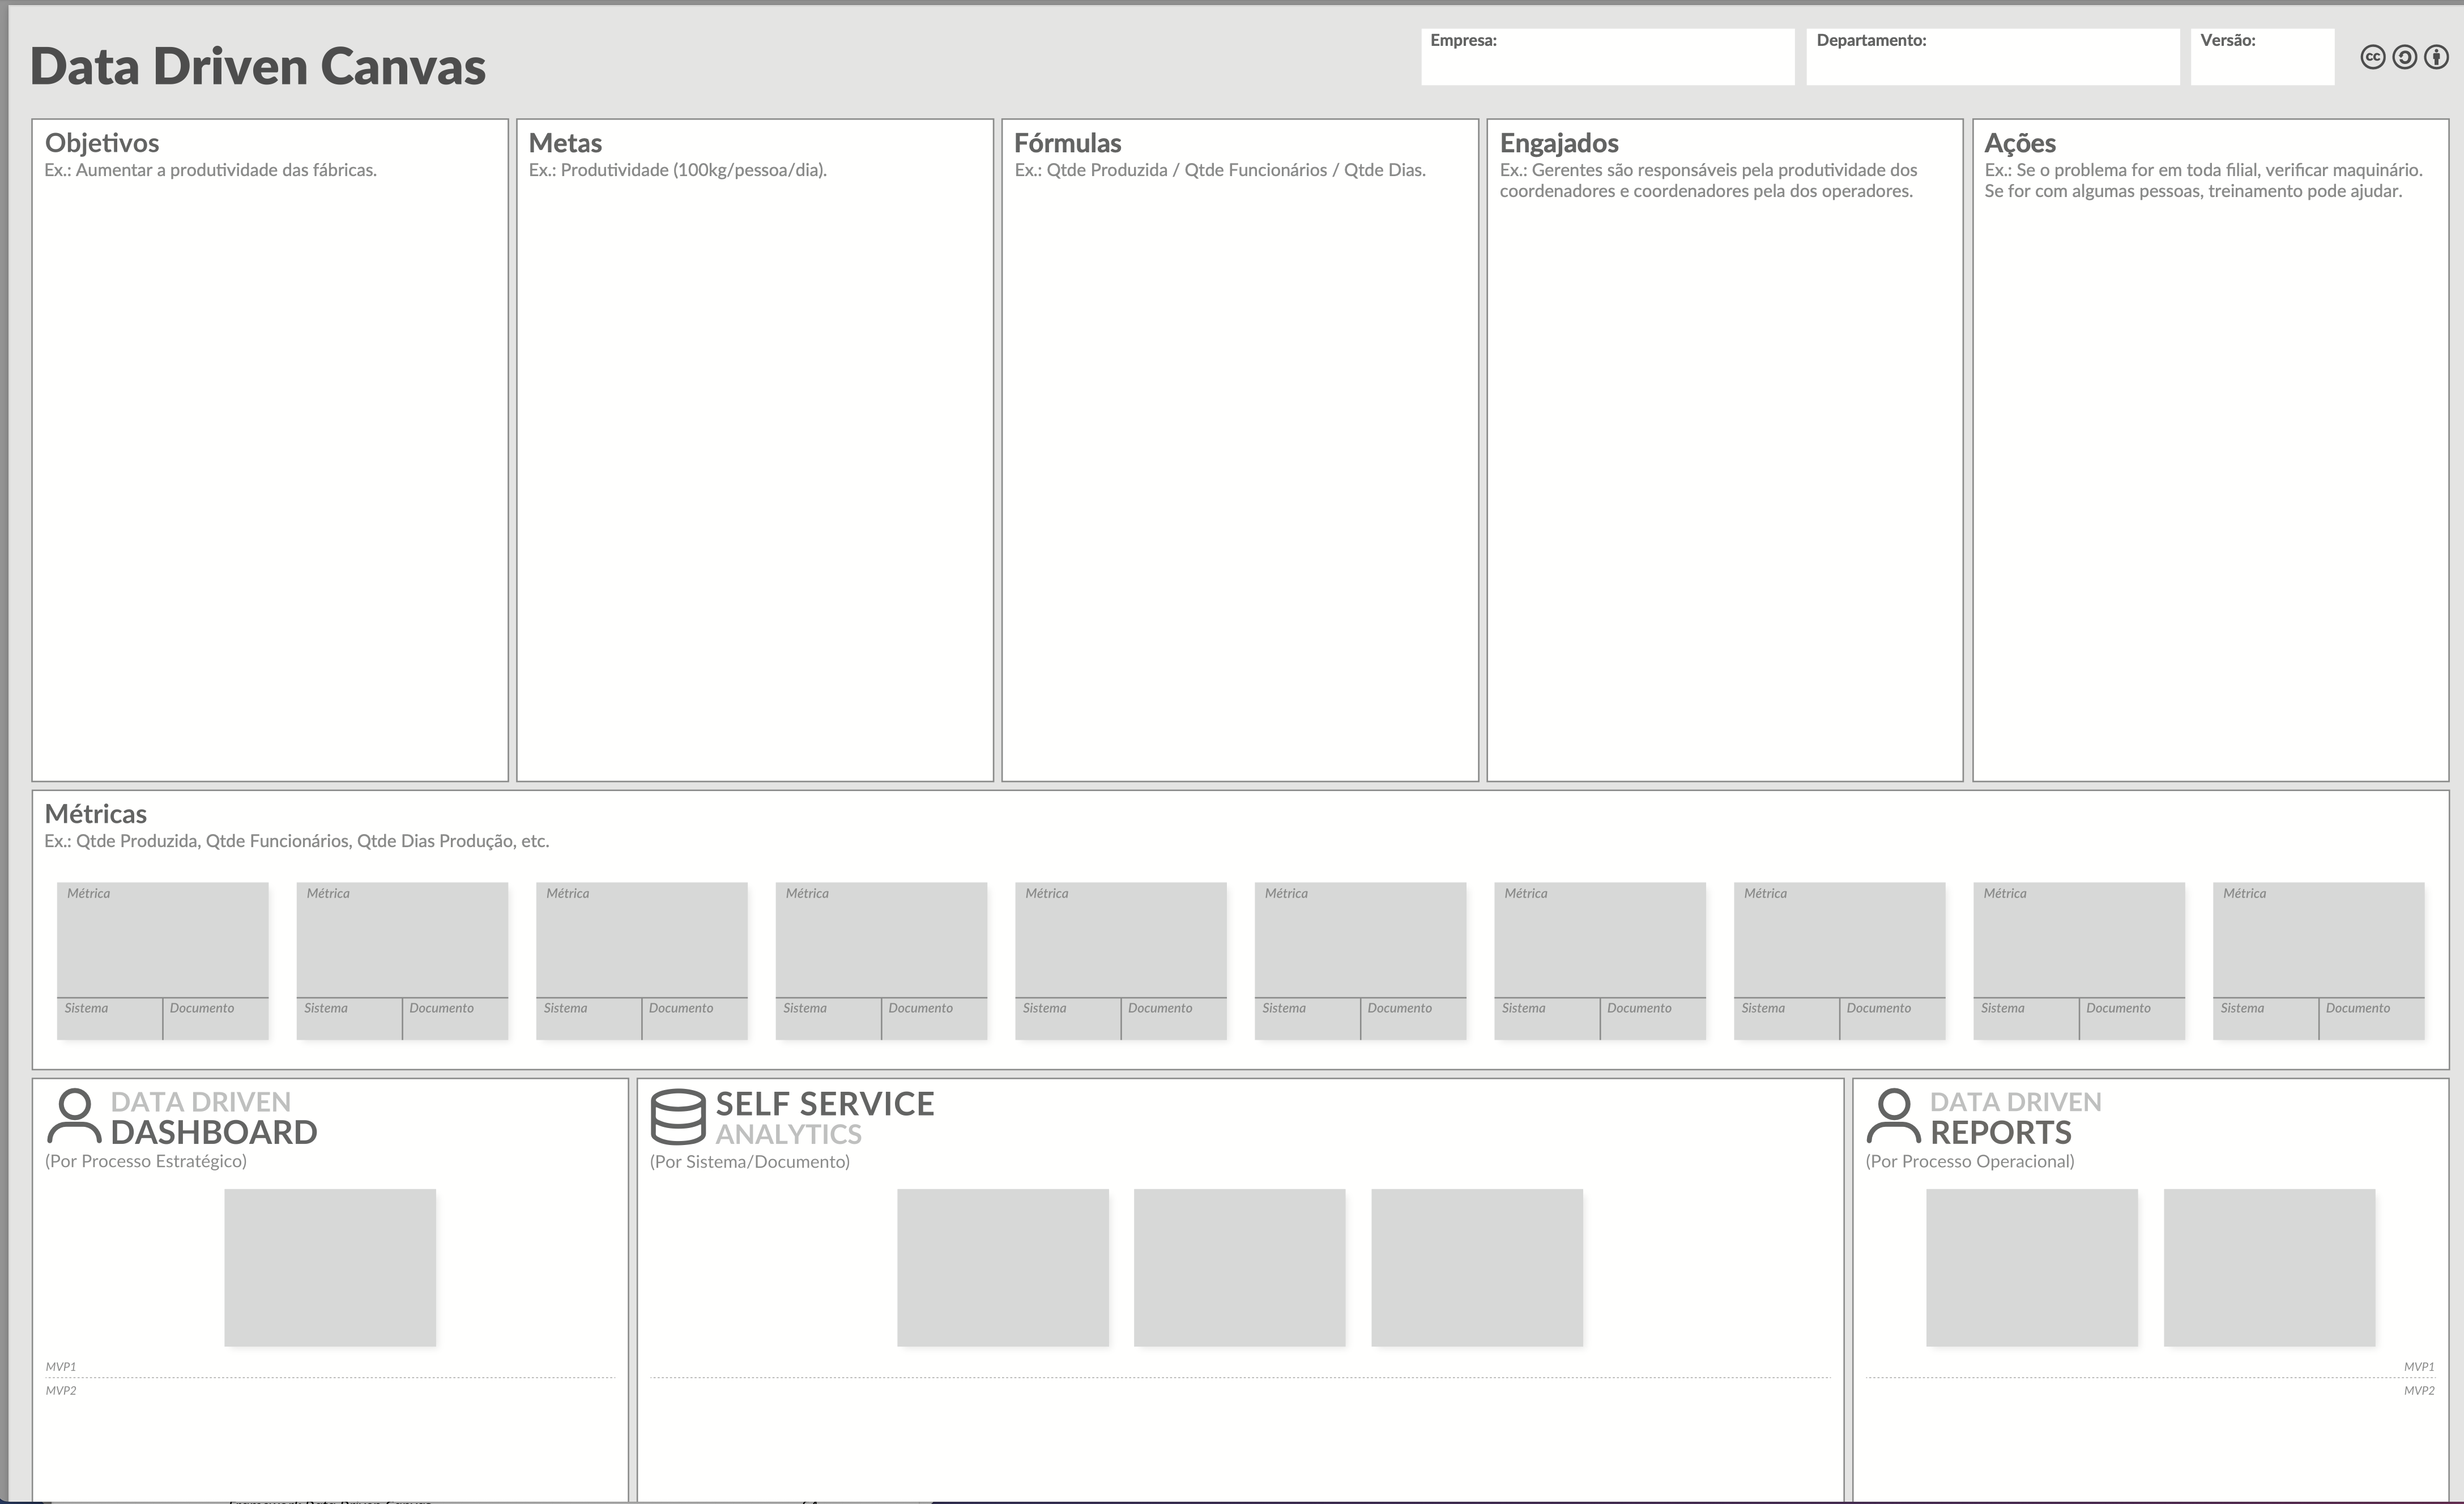 Data Driven Canvas
Empresa:
Departamento:
Versão:
cc
Objetivos
Ex.: Aumentar a produtividade das fábricas.
Metas
Ex.: Produtividade (100kg/pessoa/dia).
Fórmulas
Ex.: Qtde Produzida / Qtde Funcionários / Qtde Dias.
Engajados
Ex.: Gerentes são responsáveis pela produtividade dos
coordenadores e coordenadores pela dos operadores.
Ações
Ex.: Se o problema for em toda filial, verificar maquinário.
Se for com algumas pessoas, treinamento pode ajudar.
Métricas
Ex.: Qtde Produzida, Qtde Funcionários, Qtde Dias Produção, etc.
Métrica
Sistema
Documento
Métrica
Sistema
Documento
Métrica
Sistema
Documento
Métrica
Sistema
Documento
Métrica
Sistema
Documento
Métrica
Sistema
Documento
Métrica
Sistema
Documento
Métrica
Sistema
Documento
Métrica
Sistema
Documento
Métrica
Sistema
Documento
DATA DRIVEN
DASHBOARD
(Por Processo Estratégico)
MVP1
MVP2
SELF SERVICE
ANALYTICS
(Por Sistema/Documento)
DATA DRIVEN
REPORTS
(Por Processo Operacional)
MVP1
MVP2